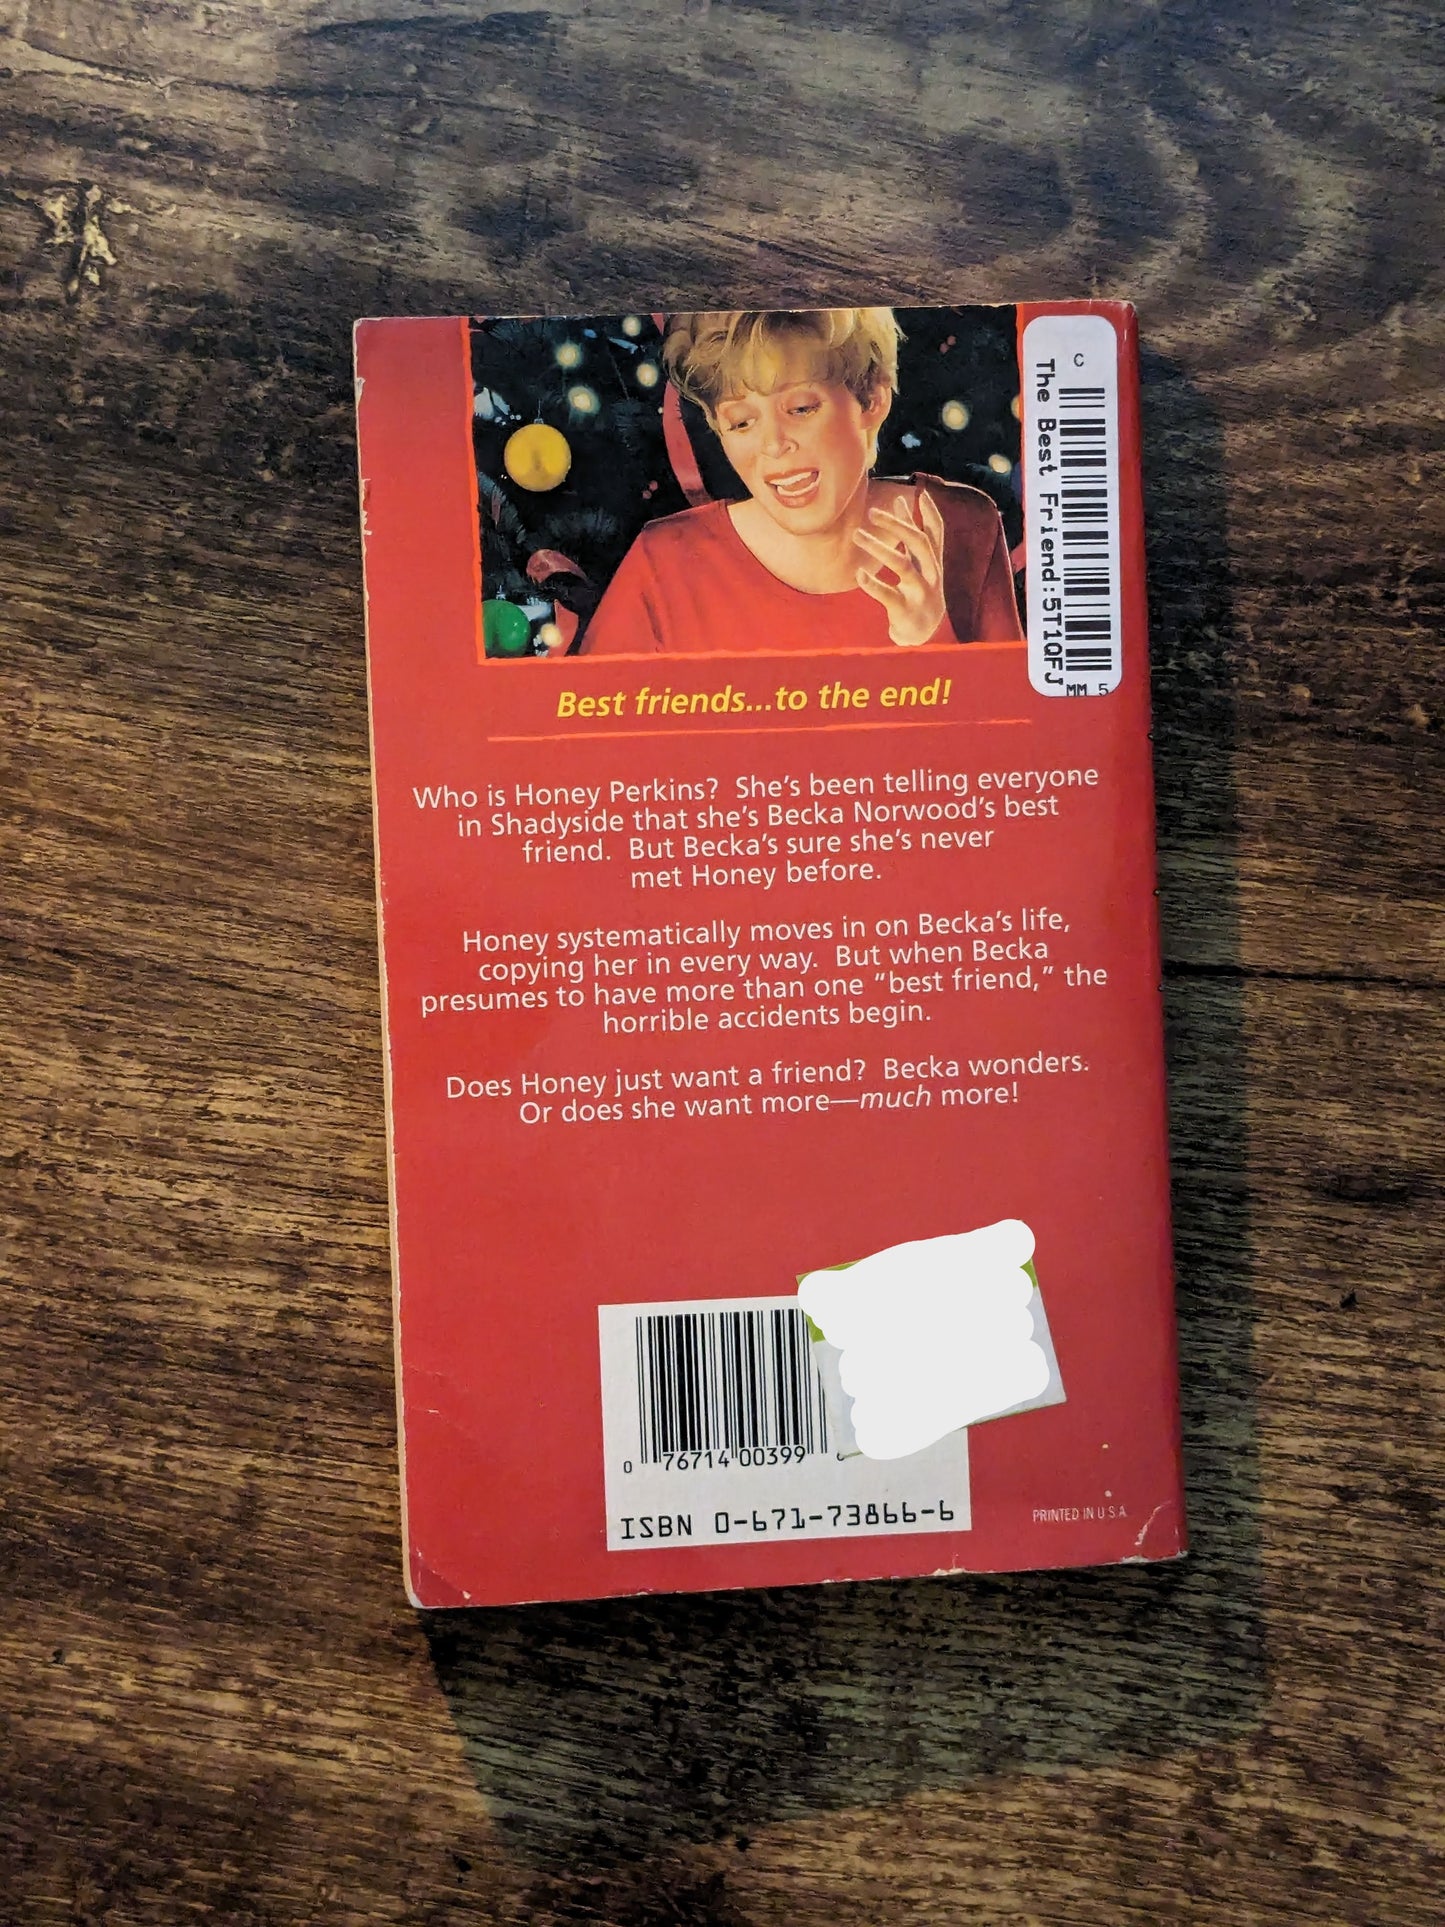 C
The Best Friend:5T1QFJ
MM 5
Best friends...to the end!
Who is Honey Perkins? She's been telling everyone
in Shadyside that she's Becka Norwood's best
friend. But Becka's sure she's never
met Honey before.
Honey systematically moves in on Becka's life,
copying her in every way. But when Becka
presumes to have more than one "best friend," the
horrible accidents begin.
Does Honey just want a friend? Becka wonders.
Or does she want more—much more!
0 76714 00399
ISBN 0-671-73866-6
PRINTED IN U S A